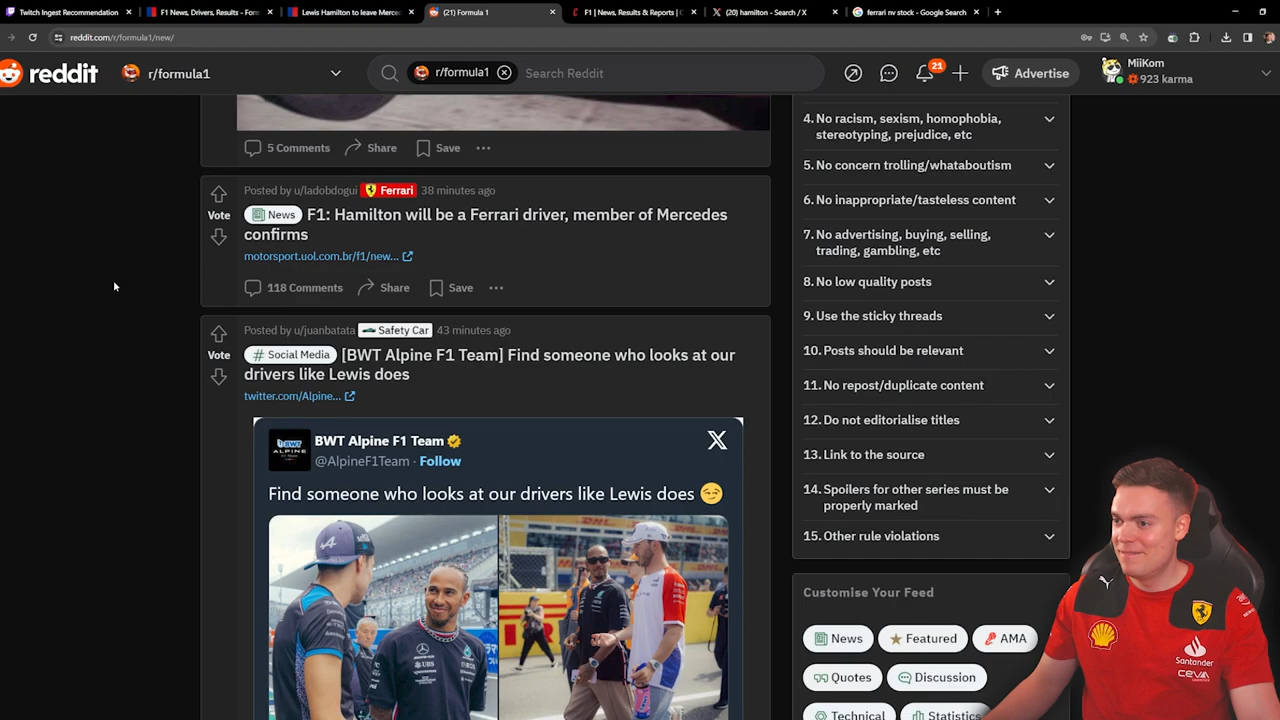 Twitch Ingest Recommendation
F1 News, Drivers, Results - For
Lewis Hamilton to leave Merce
(21) Formula 1
F1 | News, Results & Reports | C
(20) hamilton - Search / X
ferrari nv stock - Google Search
reddit.com/r/formula1/new/
reddit
r/formula1
r/formula1
Search Reddit
21
Advertise
MiiKom
923 karma
5 Comments
Share
Save
Posted by u/ladobdogui
Ferrari
38 minutes ago
Vote
News
F1: Hamilton will be a Ferrari driver, member of Mercedes
confirms
motorsport.uol.com.br/f1/new...
118 Comments
Share
Save
Posted by u/juanbatata
Safety Car
43 minutes ago
Vote
# Social Media
[BWT Alpine F1 Team] Find someone who looks at our
drivers like Lewis does
twitter.com/Alpine...
BWT Alpine F1 Team
@AlpineF1Team · Follow
Find someone who looks at our drivers like Lewis does 😏
4. No racism, sexism, homophobia,
stereotyping, prejudice, etc
5. No concern trolling/whataboutism
6. No inappropriate/tasteless content
7. No advertising, buying, selling,
trading, gambling, etc
8. No low quality posts
9. Use the sticky threads
10. Posts should be relevant
11. No repost/duplicate content
12. Do not editorialise titles
13. Link to the source
14. Spoilers for other series must be
properly marked
15. Other rule violations
Customise Your Feed
News
Featured
AMA
Quotes
Discussion
Technical
Statistics
Santander
CEVA
UBS